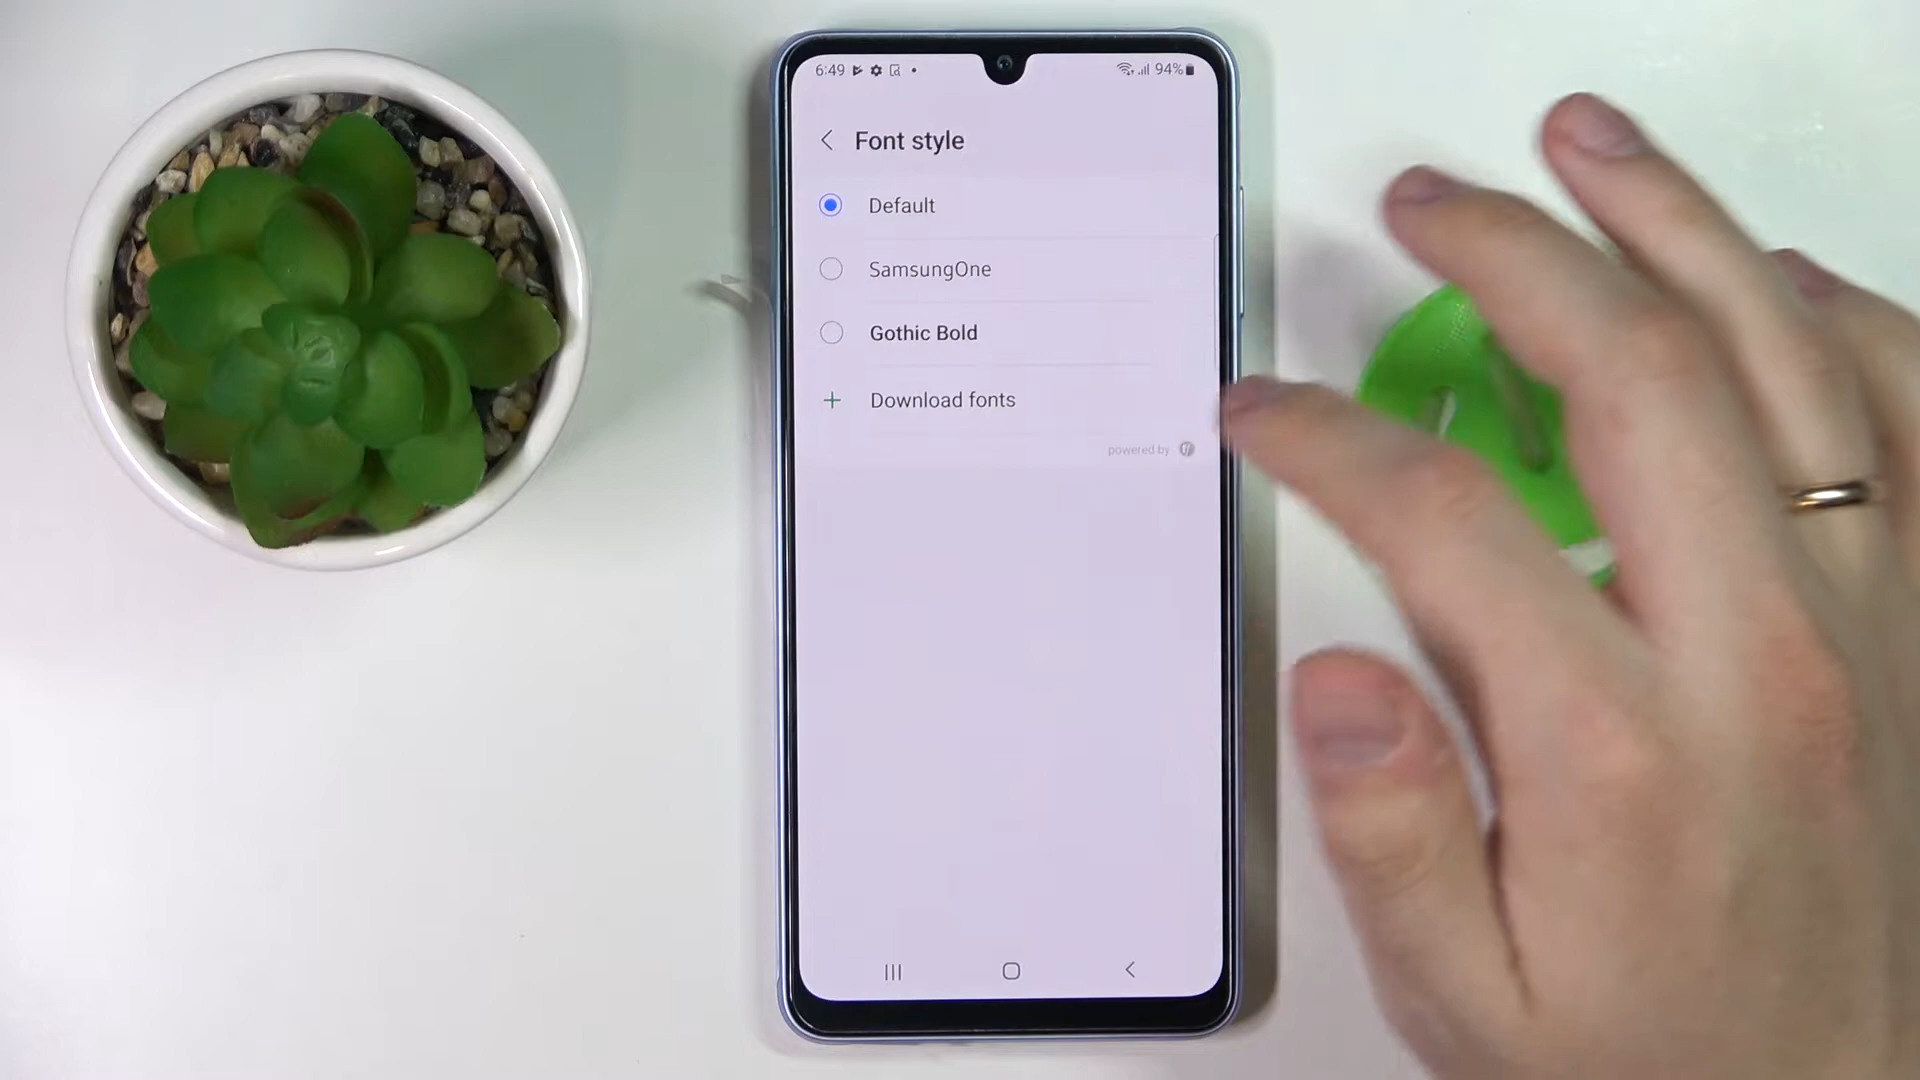 6:49 94%
Font style
Default
SamsungOne
Gothic Bold
Download fonts
powered by